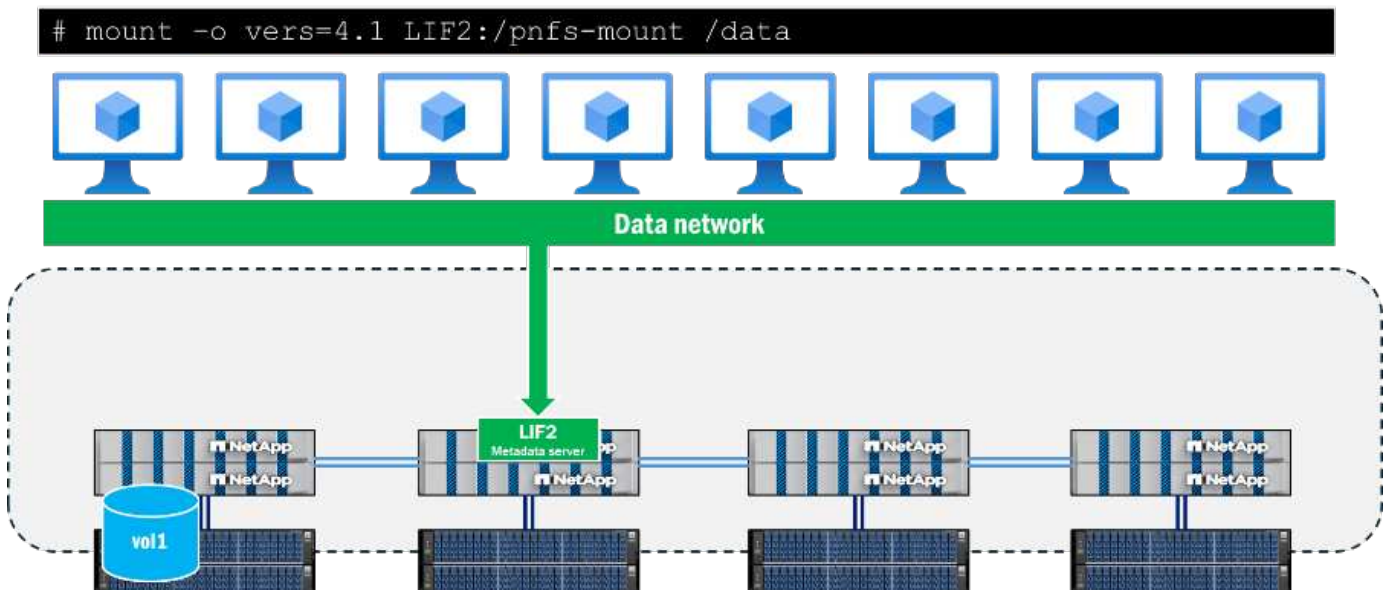 # mount –o vers=4.1 LIF2:/pnfs-mount /data
Data network
LIF2
Metadata server
NetApp
NetApp
NetApp
NetApp
NetApp
NetApp
NetApp
vol1